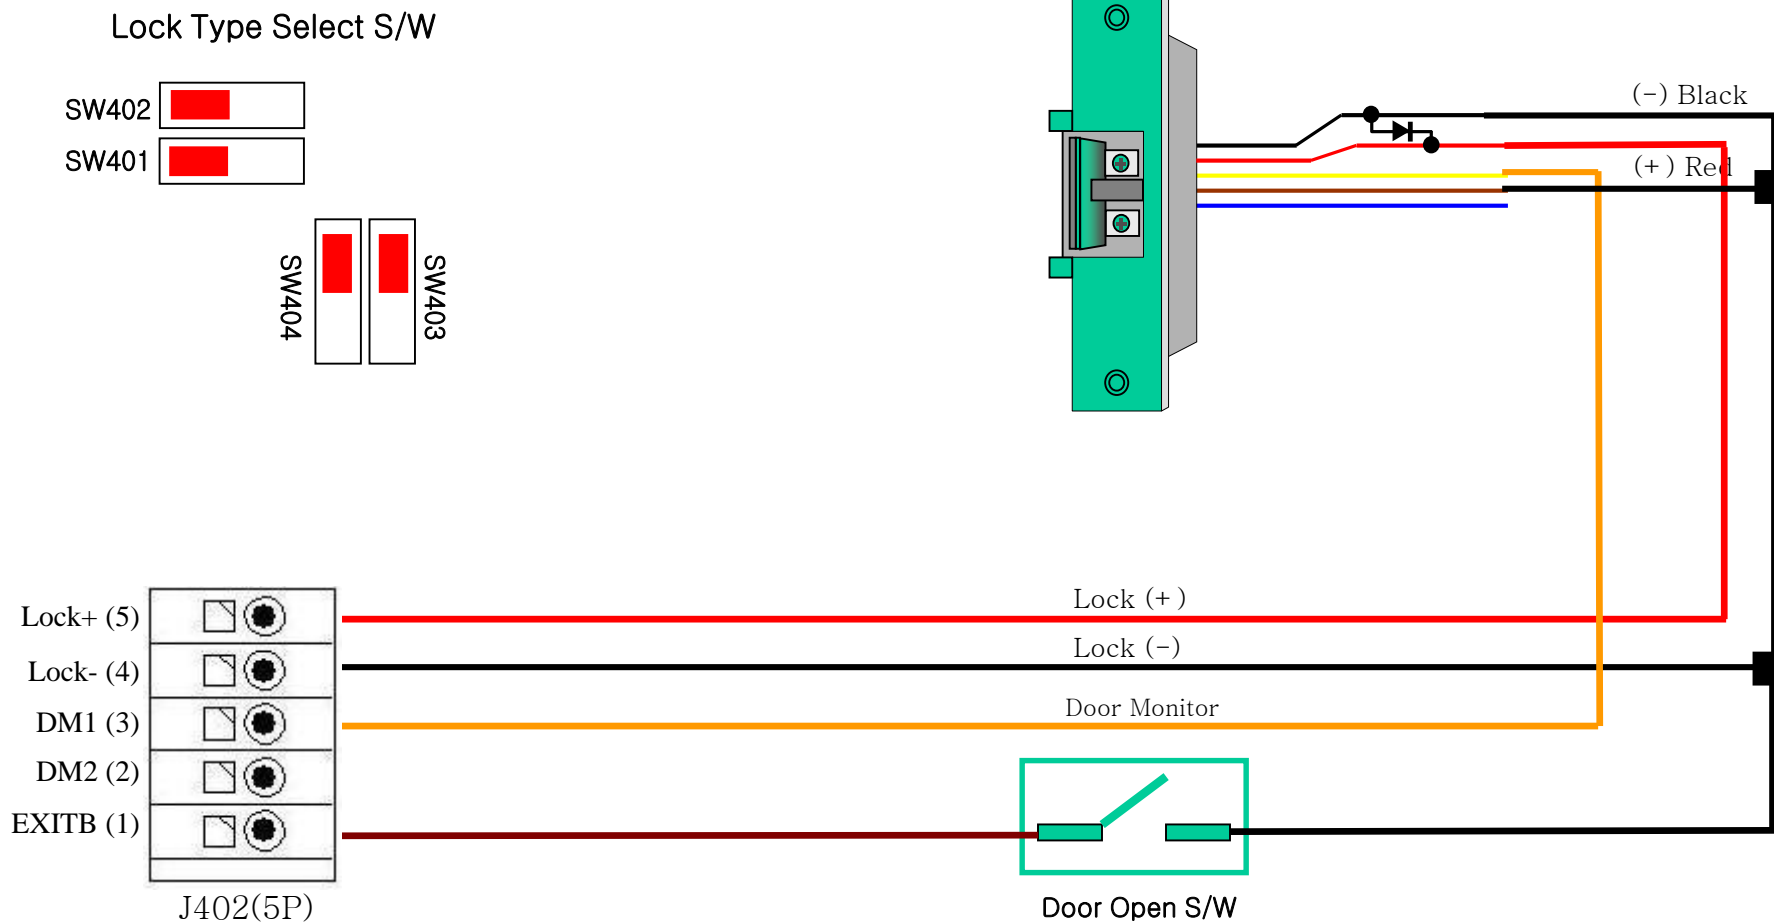 Lock Type Select S/W
SW402
SW401
SW404
SW403
(-) Black
(+) Red
Lock+ (5)
Lock- (4)
DM1 (3)
DM2 (2)
EXITB (1)
J402(5P)
Lock (+)
Lock (-)
Door Monitor
Door Open S/W